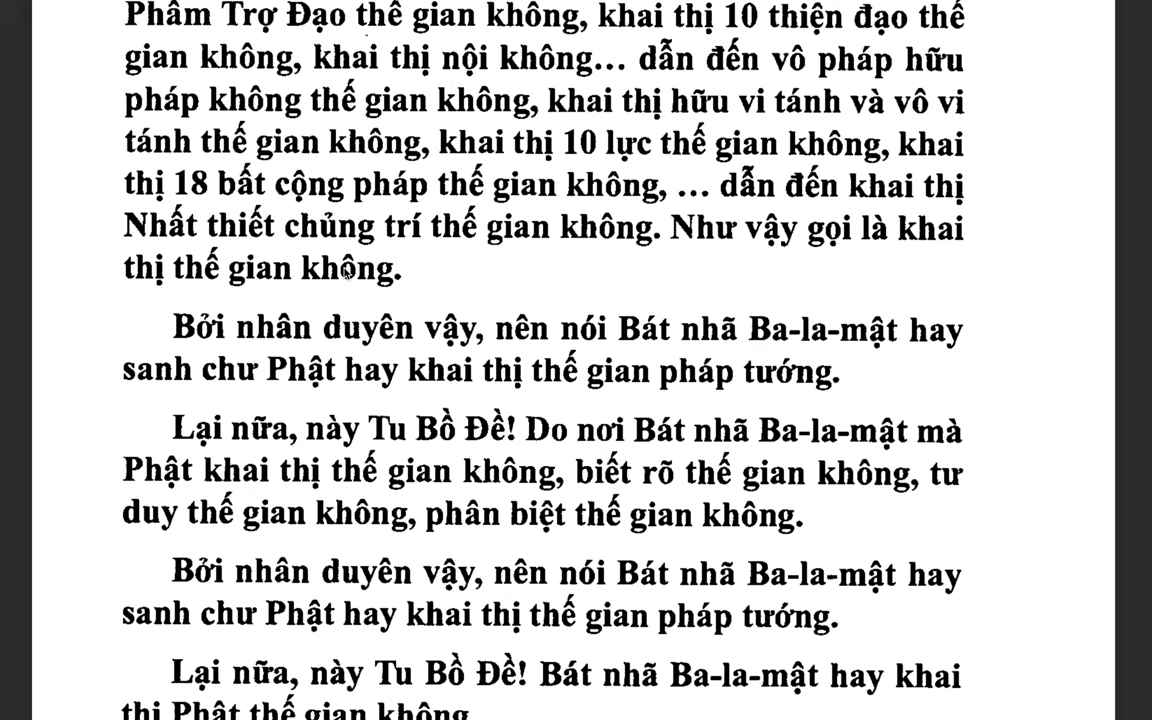 Phẩm Trợ Đạo thế gian không, khai thị 10 thiện đạo thế
gian không, khai thị nội không... dẫn đến vô pháp hữu
pháp không thế gian không, khai thị hữu vi tánh và vô vi
tánh thế gian không, khai thị 10 lực thế gian không, khai
thị 18 bất cộng pháp thế gian không, ... dẫn đến khai thị
Nhất thiết chủng trí thế gian không. Như vậy gọi là khai
thị thế gian không.
Bởi nhân duyên vậy, nên nói Bát nhã Ba-la-mật hay
sanh chư Phật hay khai thị thế gian pháp tướng.
Lại nữa, này Tu Bồ Đề! Do nơi Bát nhã Ba-la-mật mà
Phật khai thị thế gian không, biết rõ thế gian không, tư
duy thế gian không, phân biệt thế gian không.
Bởi nhân duyên vậy, nên nói Bát nhã Ba-la-mật hay
sanh chư Phật hay khai thị thế gian pháp tướng.
Lại nữa, này Tu Bồ Đề! Bát nhã Ba-la-mật hay khai
thị Phật thế gian không.